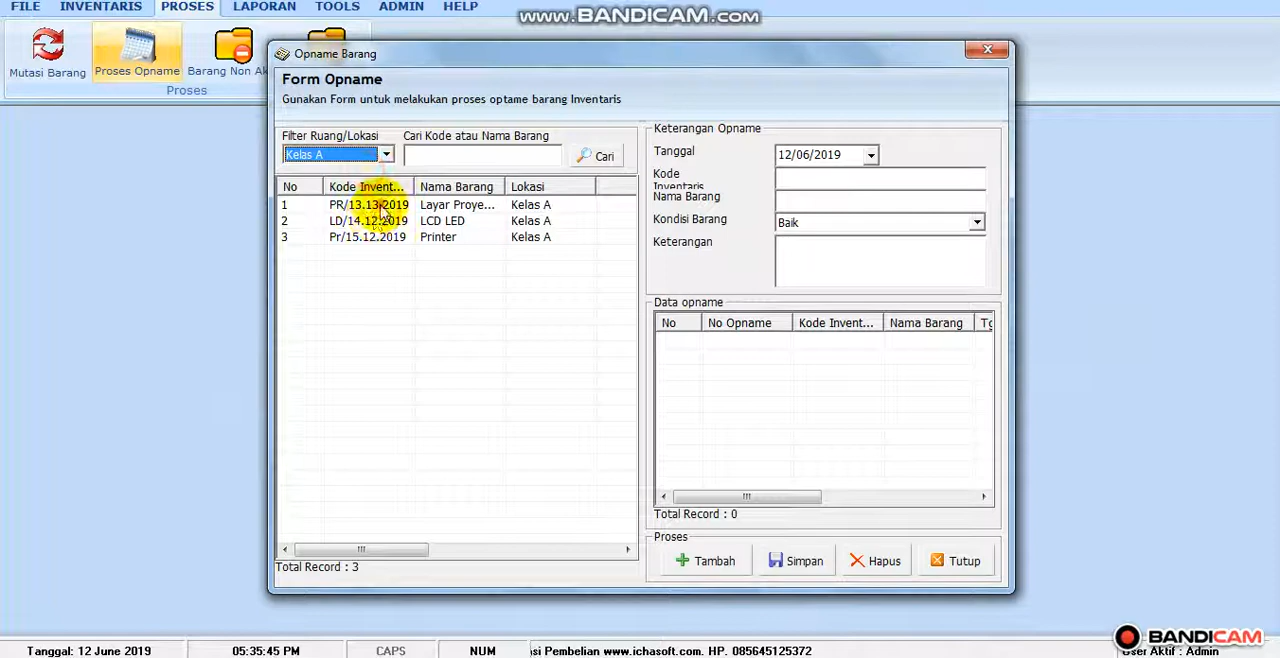 FILE INVENTARIS PROSES LAPORAN TOOLS ADMIN HELP
www.BANDICAM.com
Mutasi Barang Proses Opname Barang Non Ak
Proses
Opname Barang
Form Opname
Gunakan Form untuk melakukan proses optame barang Inventaris
Filter Ruang/Lokasi Cari Kode atau Nama Barang
Kelas A Cari
No Kode Invent... Nama Barang Lokasi
1 PR/13.13.2019 Layar Proye... Kelas A
2 LD/14.12.2019 LCD LED Kelas A
3 Pr/15.12.2019 Printer Kelas A
Total Record : 3
Keterangan Opname
Tanggal 12/06/2019
Kode
Inventaris
Nama Barang
Kondisi Barang Baik
Keterangan
Data opname
No No Opname Kode Invent... Nama Barang Tg
Total Record : 0
Proses
Tambah Simpan Hapus Tutup
BANDICAM
Tanggal: 12 June 2019 05:35:45 PM CAPS NUM si Pembelian www.ichasoft.com. HP. 085645125372 User Aktif : Admin